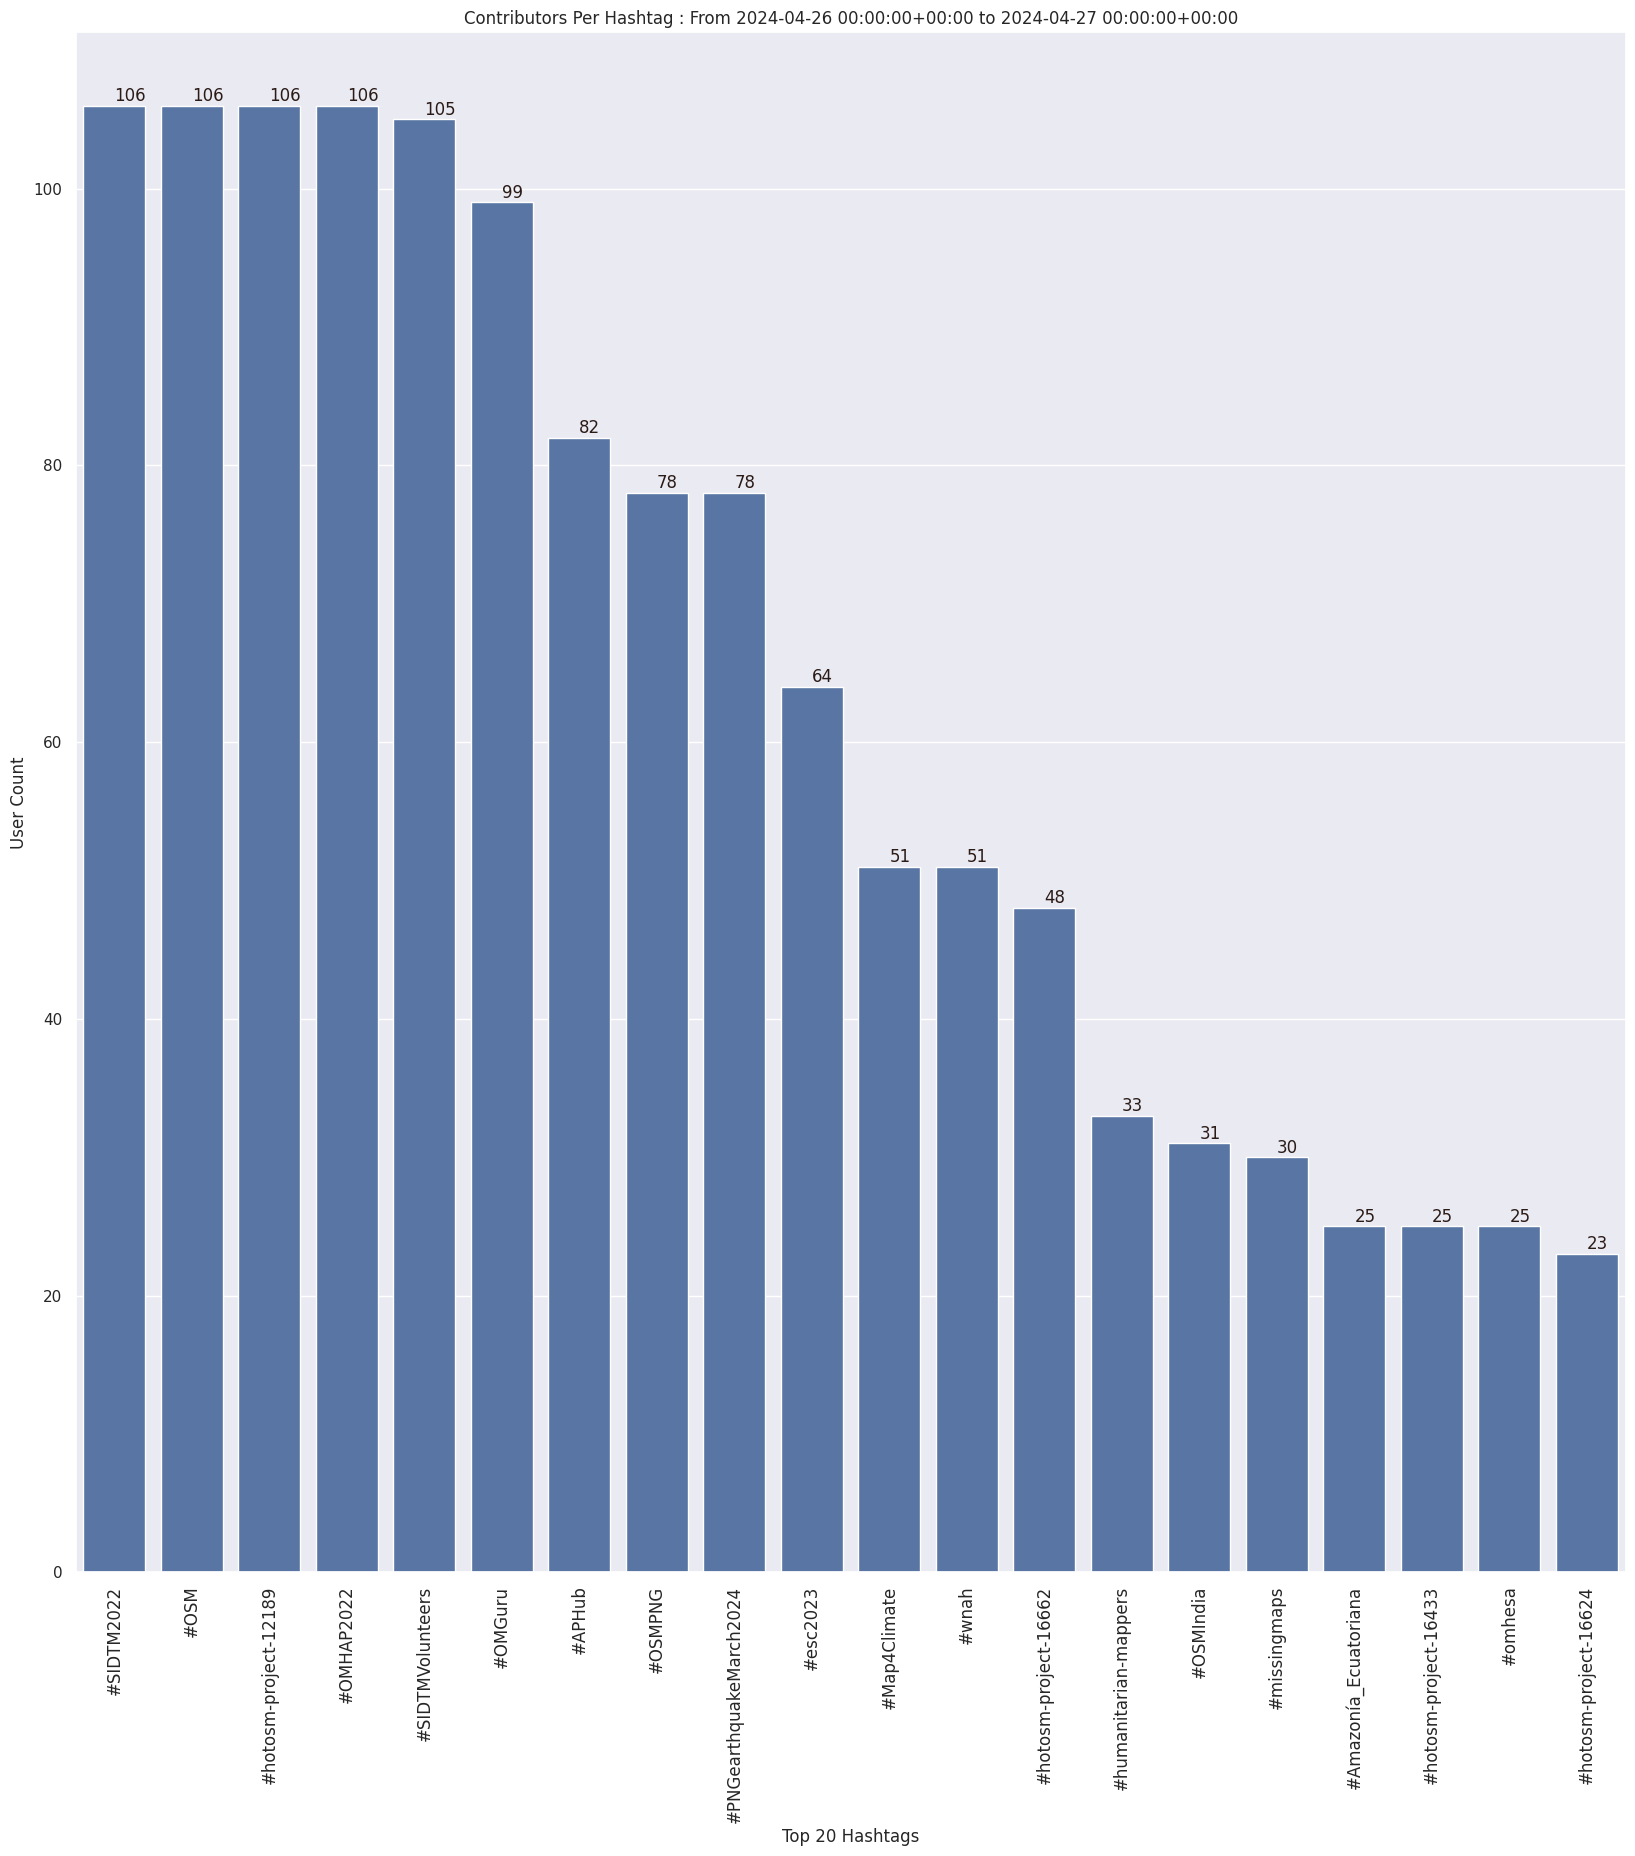 Contributors Per Hashtag : From 2024-04-26 00:00:00+00:00 to 2024-04-27 00:00:00+00:00
106
106
106
106
105
99
82
78
78
64
51
51
48
33
31
30
25
25
25
23
100
80
60
40
20
0
User Count
#SIDTM2022
#OSM
#hotosm-project-12189
#OMHAP2022
#SIDTMVolunteers
#OMGuru
#APHub
#OSMPNG
#PNGearthquakeMarch2024
#esc2023
#Map4Climate
#wnah
#hotosm-project-16662
#humanitarian-mappers
#OSMIndia
#missingmaps
#Amazonía_Ecuatoriana
#hotosm-project-16433
#omhesa
#hotosm-project-16624
Top 20 Hashtags